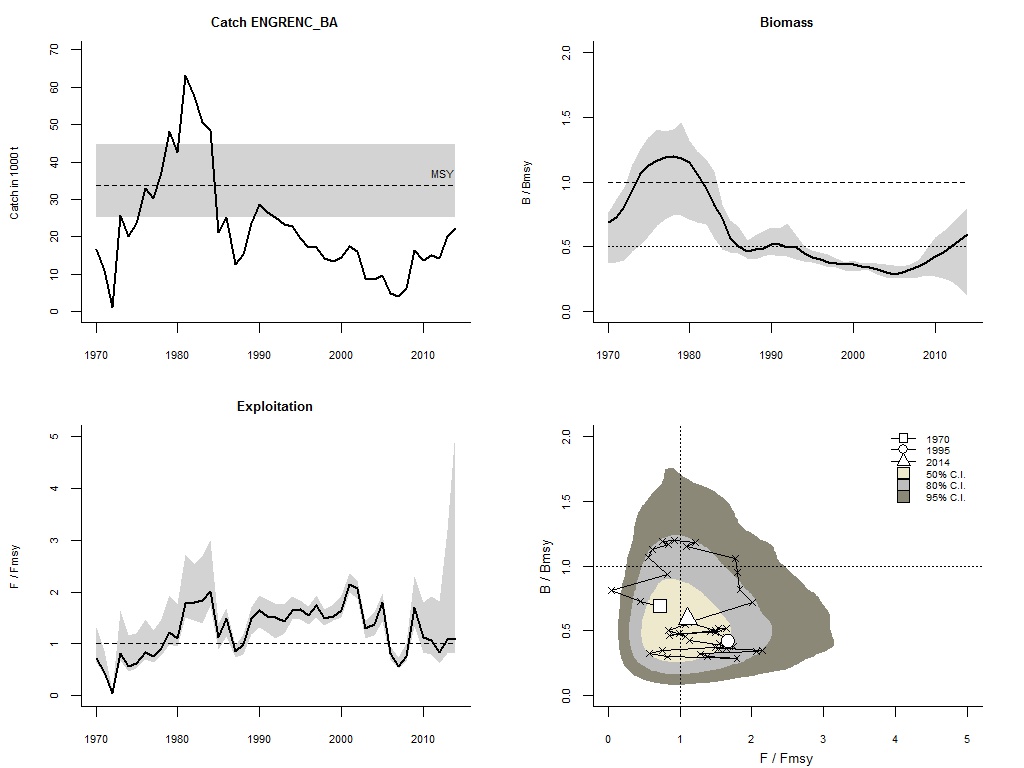 Catch ENGRENC_BA
Catch in 1000 t
70
60
50
40
30
20
10
0
MSY
1970 1980 1990 2000 2010
Biomass
B / Bmsy
2.0
1.5
1.0
0.5
0.0
1970 1980 1990 2000 2010
Exploitation
F / Fmsy
5
4
3
2
1
0
1970 1980 1990 2000 2010
B / Bmsy
2.0
1.5
1.0
0.5
0.0
1970
1995
2014
50% C.I.
80% C.I.
95% C.I.
0 1 2 3 4 5
F / Fmsy